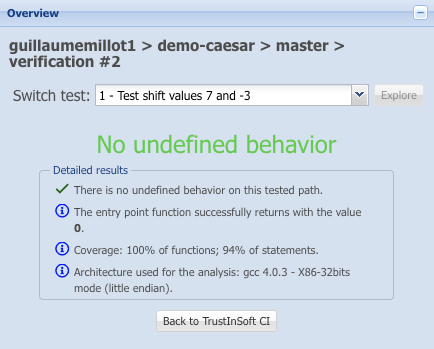 Overview
guillaumemillot1 > demo-caesar > master >
verification #2
Switch test: 1 - Test shift values 7 and -3 Explore
No undefined behavior
Detailed results
There is no undefined behavior on this tested path.
The entry point function successfully returns with the value
0.
Coverage: 100% of functions; 94% of statements.
Architecture used for the analysis: gcc 4.0.3 - X86-32bits
mode (little endian).
Back to TrustInSoft CI